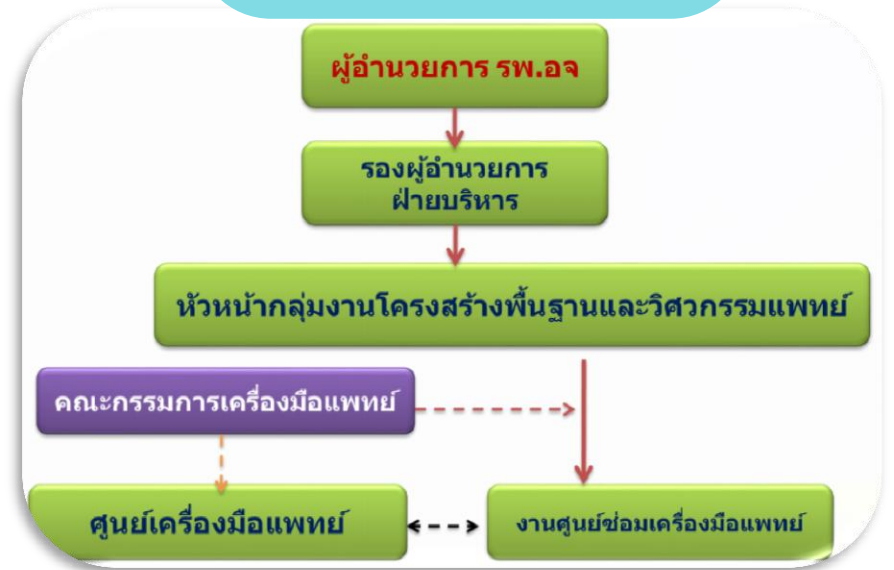 ผู้อำนวยการ รพ.อจ
รองผู้อำนวยการ
ฝ่ายบริหาร
หัวหน้ากลุ่มงานโครงสร้างพื้นฐานและวิศวกรรมแพทย์
คณะกรรมการเครื่องมือแพทย์
ศูนย์เครื่องมือแพทย์
งานศูนย์ซ่อมเครื่องมือแพทย์